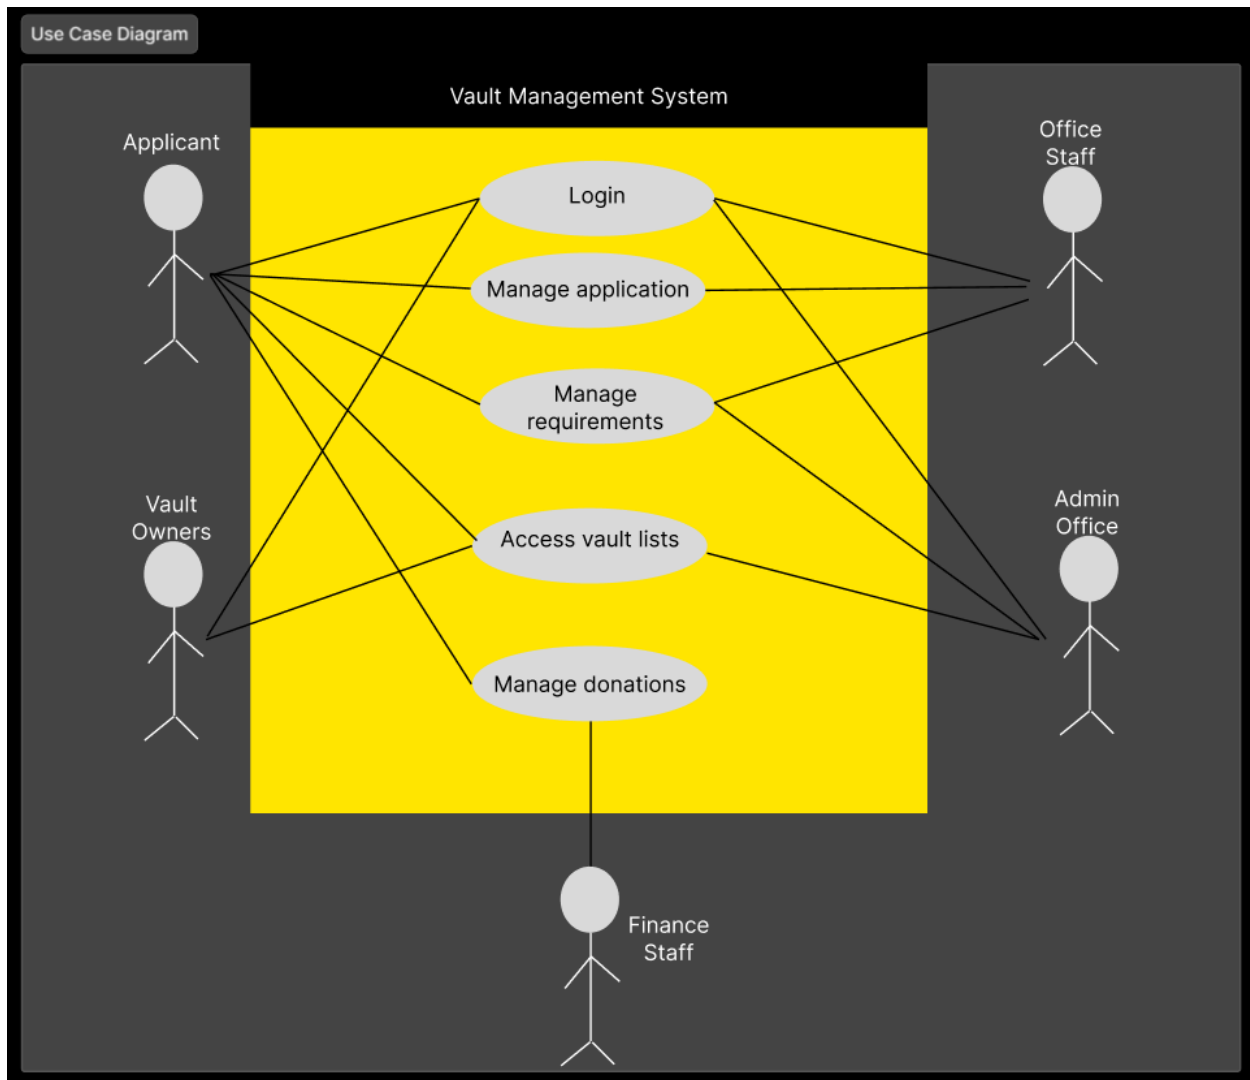 Use Case Diagram
Vault Management System
Applicant
Office
Staff
Login
Manage application
Manage
requirements
Vault
Owners
Admin
Office
Access vault lists
Manage donations
Finance
Staff